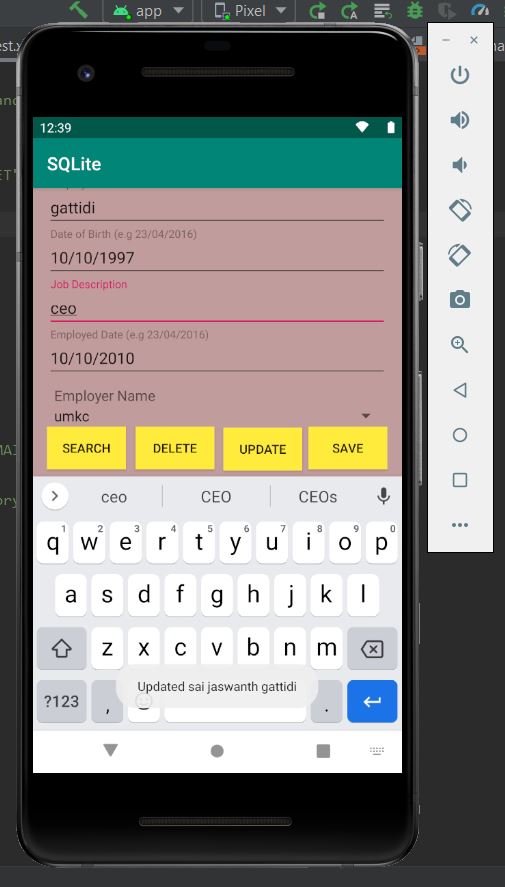 app Pixel
12:39
SQLite
gattidi
Date of Birth (e.g 23/04/2016)
10/10/1997
Job Description
ceo
Employed Date (e.g 23/04/2016)
10/10/2010
Employer Name
umkc
SEARCH DELETE UPDATE SAVE
ceo CEO CEOs
1 2 3 4 5 6 7 8 9 0
q w e r t y u i o p
a s d f g h j k l
z x c v b n m
?123 , .
Updated sai jaswanth gattidi